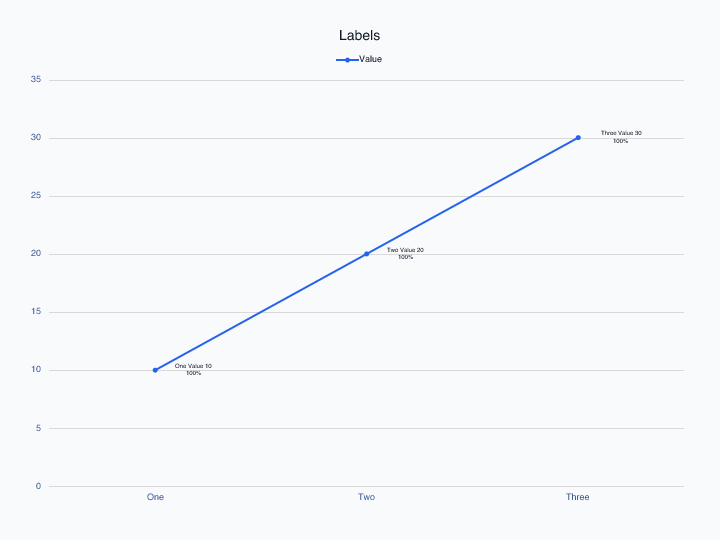 Labels
Value
35
30
Three Value 30
100%
25
20
Two Value 20
100%
15
10
One Value 10
100%
5
0
One Two Three